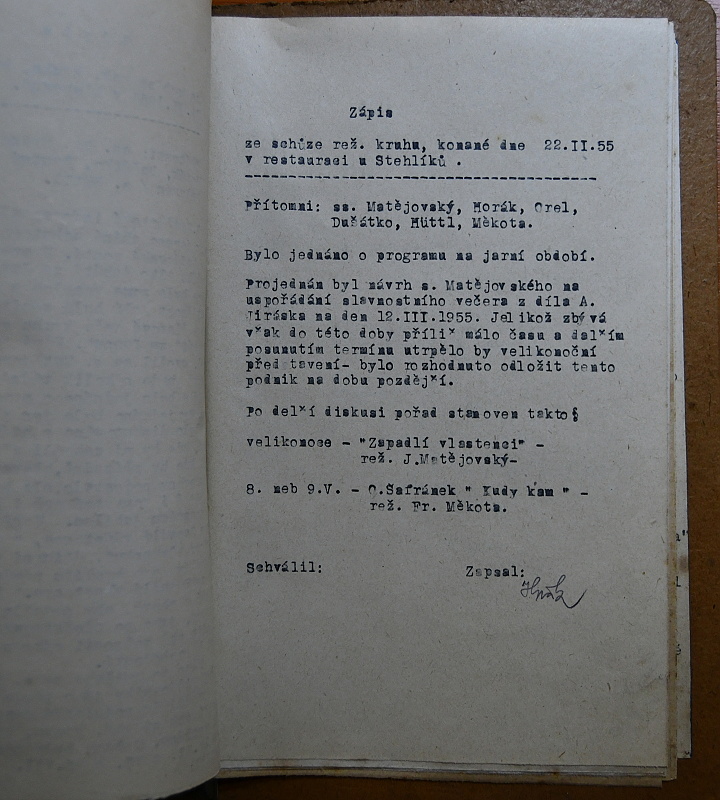 Zápis
ze schůze rež. kruhu, konané dne 22.II.55
v restauraci u Stehlíků .
Přítomni: ss. Matějovský, Horák, Orel,
Dušátko, Hüttl, Měkota.
Bylo jednáno o programu na jarní období.
Projednán byl návrh s. Matějovského na
uspořádání slavnostního večera z díla A.
Jiráska na den 12.III.1955. Jelikož zbývá
však do této doby příliš málo času a dalším
posunutím termínu utrpělo by velikonoční
představení- bylo rozhodnuto odložit tento
podnik na dobu pozdější.
Po delší diskusi pořad stanoven takto:
velikonoce - "Zapadlí vlastenci" -
rež. J.Matějovský-
8. neb 9.V. - O.Šafránek " Kudy kam " -
rež. Fr. Měkota.
Schválil: Zapsal: